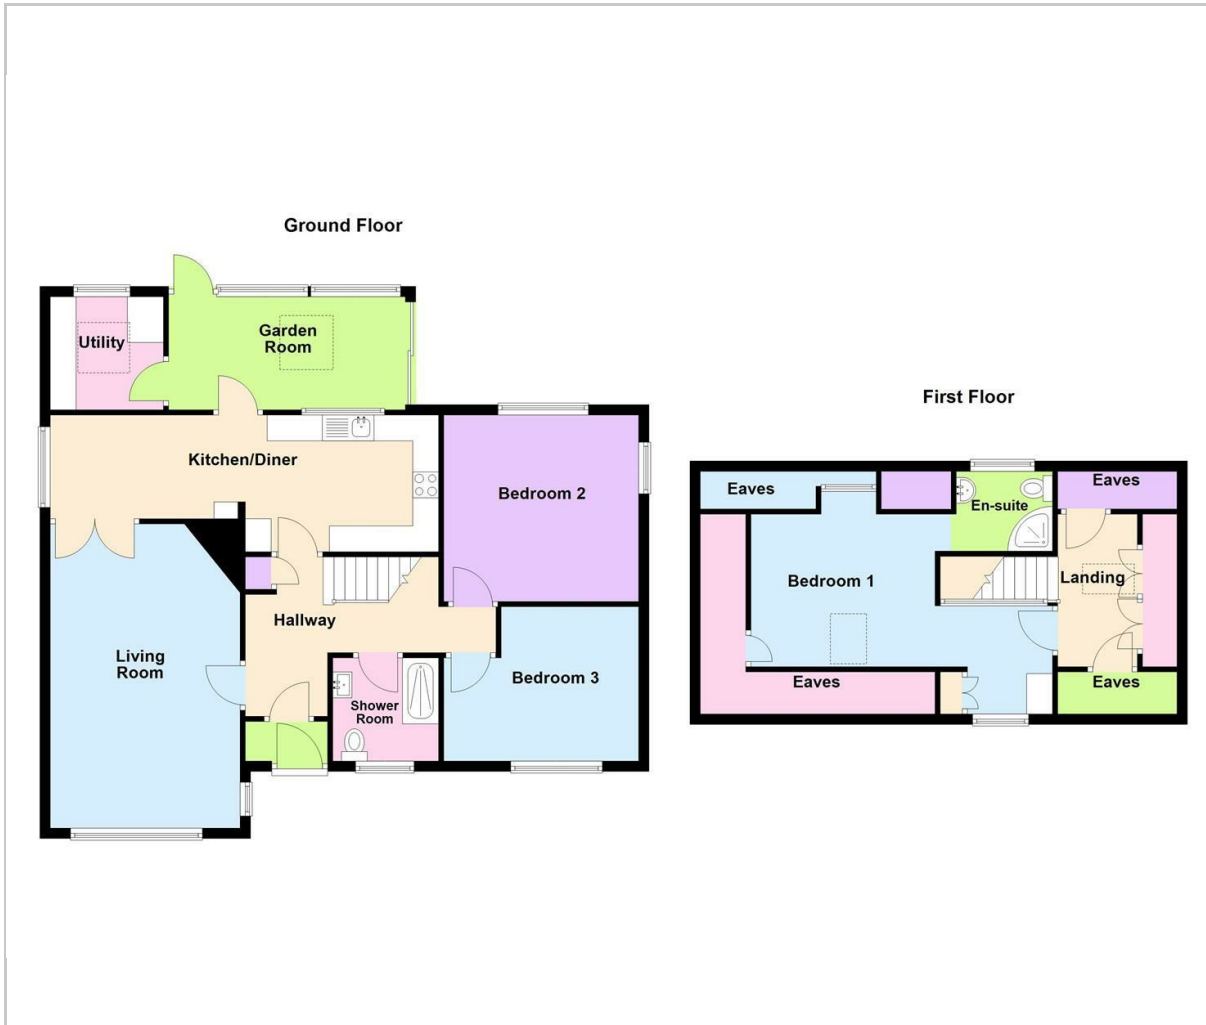 Ground Floor
Utility
Garden
Room
Kitchen/Diner
Bedroom 2
Hallway
Living
Room
Shower
Room
Bedroom 3
First Floor
Eaves
Eaves
En-suite
Bedroom 1
Landing
Eaves
Eaves